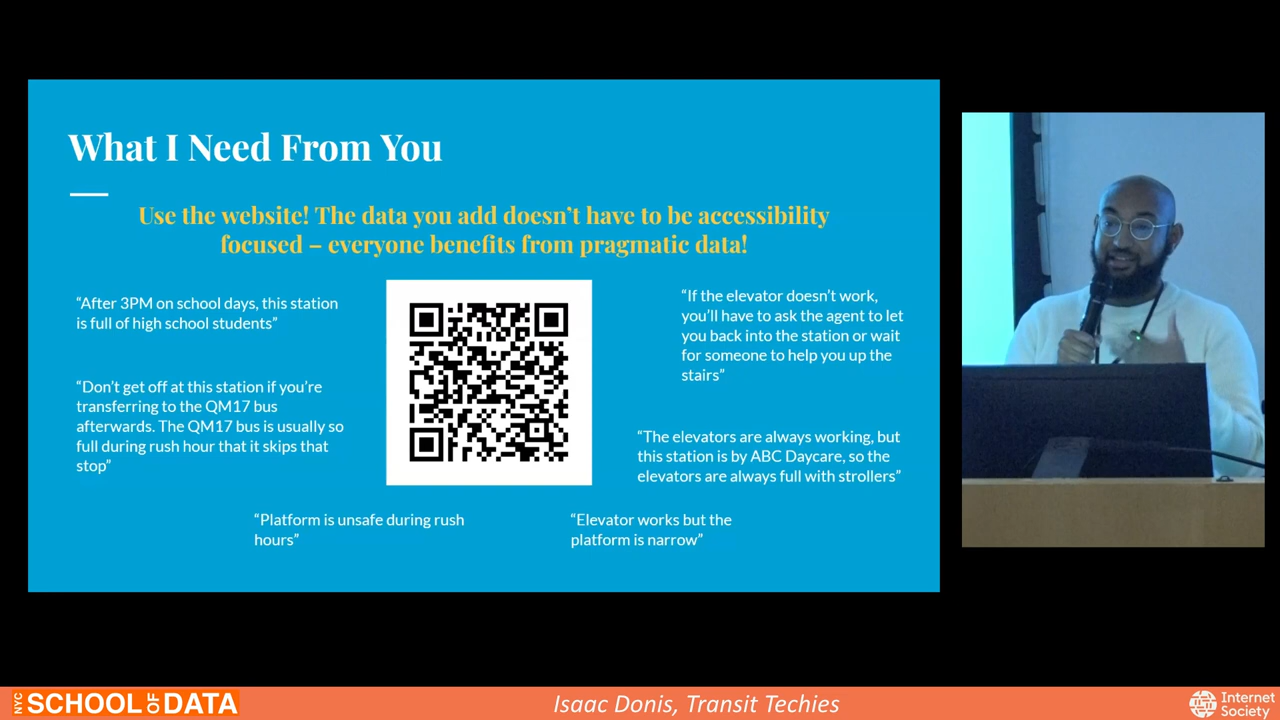 What I Need From You
Use the website! The data you add doesn’t have to be accessibility
focused – everyone benefits from pragmatic data!
“After 3PM on school days, this station
is full of high school students”
“Don’t get off at this station if you’re
transferring to the QM17 bus
afterwards. The QM17 bus is usually so
full during rush hour that it skips that
stop”
“If the elevator doesn’t work,
you’ll have to ask the agent to let
you back into the station or wait
for someone to help you up the
stairs”
“The elevators are always working, but
this station is by ABC Daycare, so the
elevators are always full with strollers”
“Platform is unsafe during rush
hours”
“Elevator works but the
platform is narrow”
NYC SCHOOL OF DATA
Isaac Donis, Transit Techies
Internet
Society